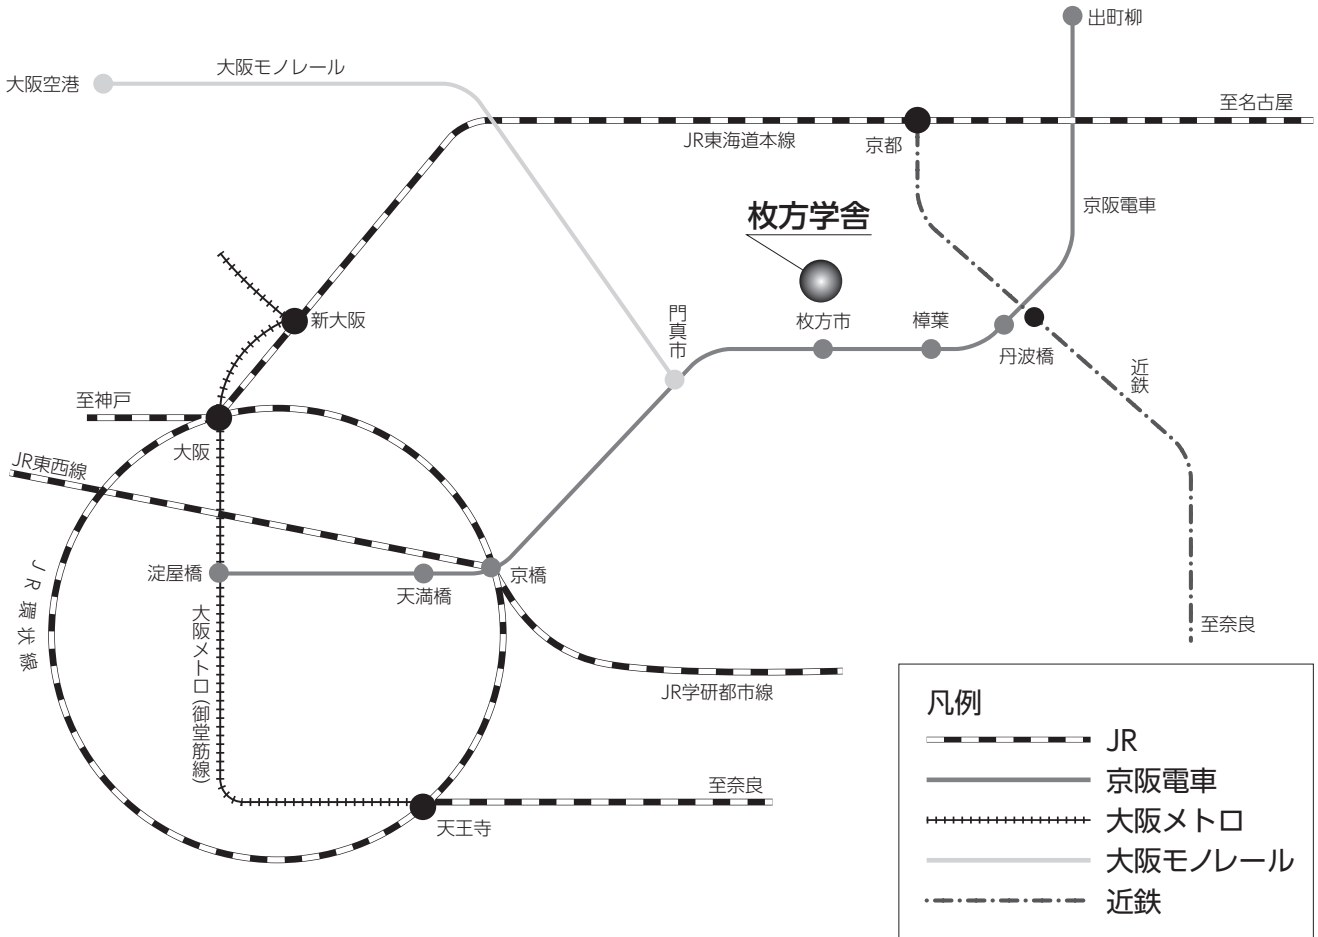 出町柳
大阪モノレール
大阪空港
至名古屋
JR東海道本線
京都
京阪電車
枚方学舎
新大阪
門真市
枚方市
樟葉
丹波橋
近鉄
至神戸
大阪
JR東西線
淀屋橋
天満橋
京橋
JR環状線
大阪メトロ(御堂筋線)
至奈良
JR学研都市線
至奈良
天王寺
凡例
JR
京阪電車
大阪メトロ
大阪モノレール
近鉄